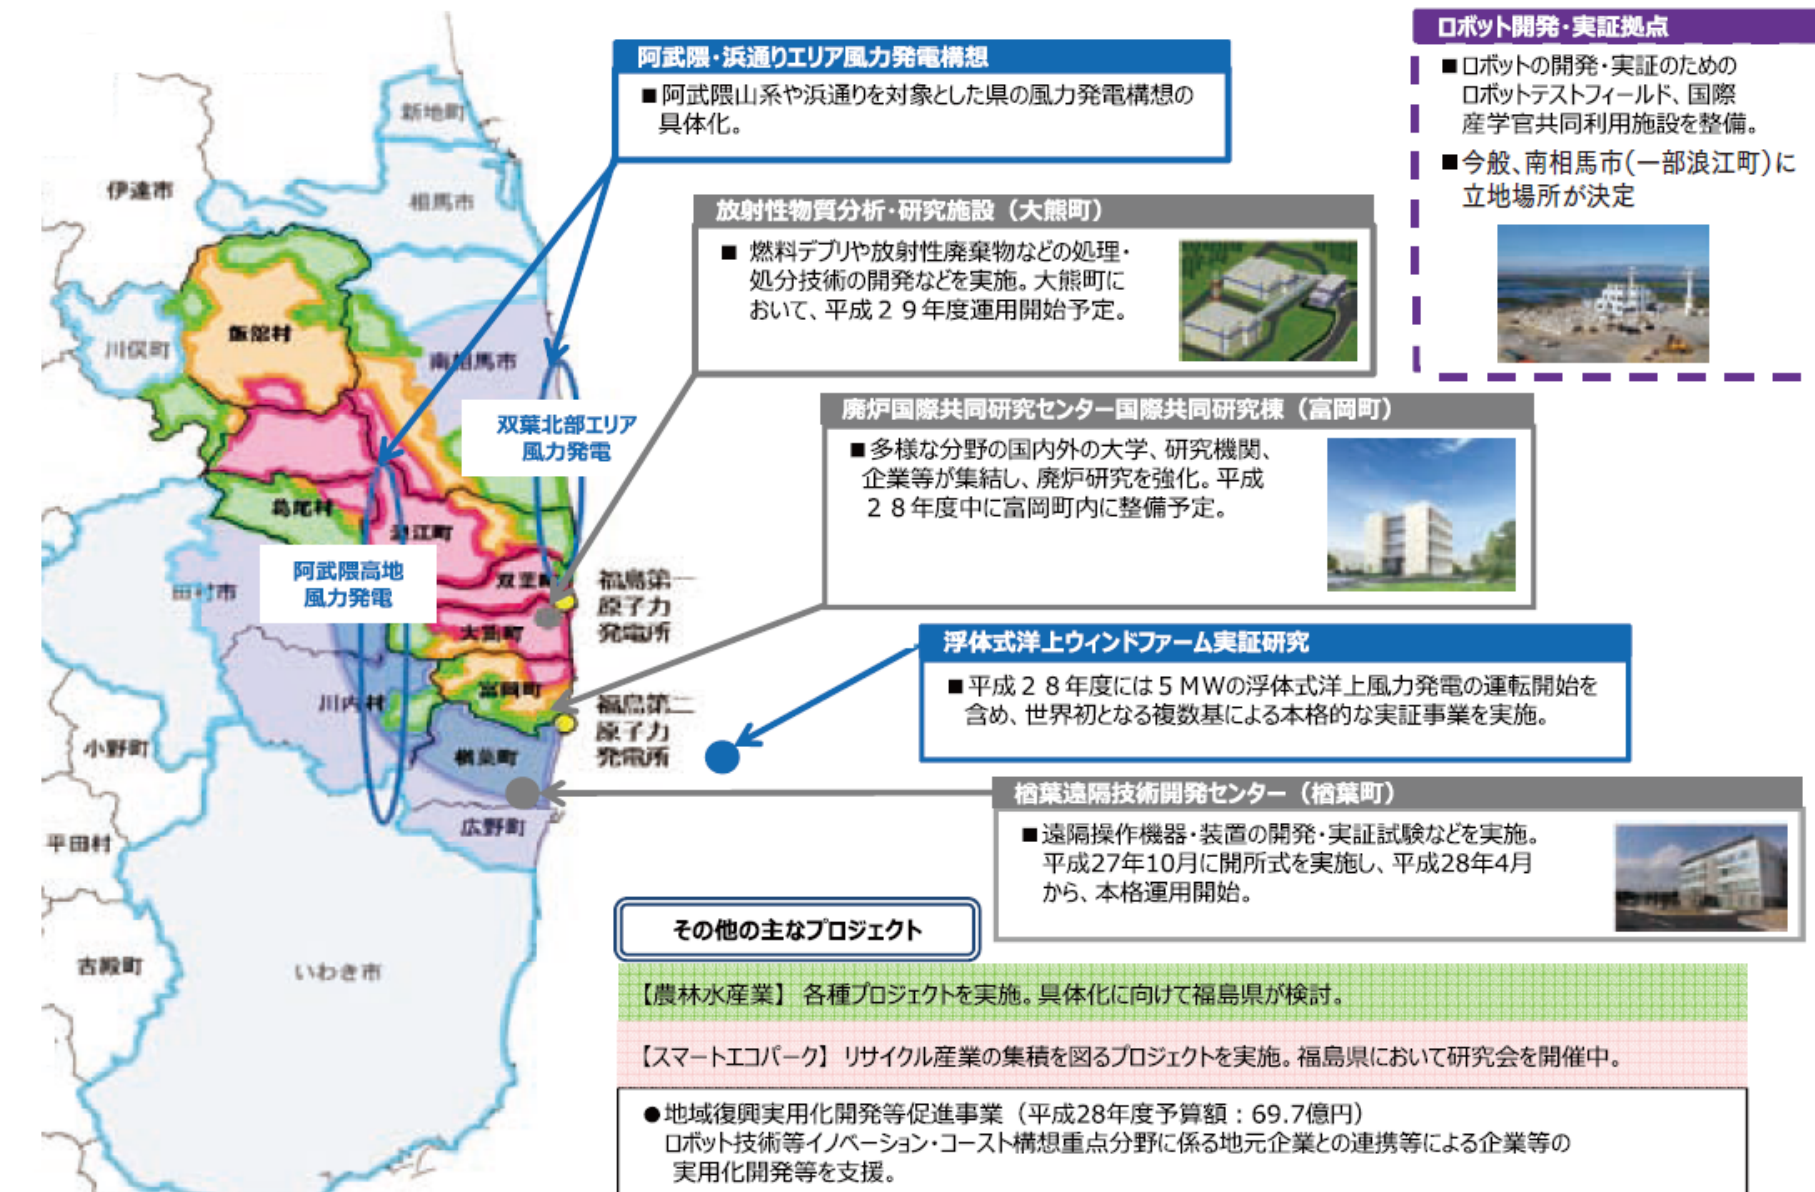 阿武隈・浜通りエリア風力発電構想
■阿武隈山系や浜通りを対象とした県の風力発電構想の
具体化。
ロボット開発・実証拠点
■ロボットの開発・実証のための
ロボットテストフィールド、国際
産学官共同利用施設を整備。
■今般、南相馬市(一部浪江町)に
立地場所が決定
放射性物質分析・研究施設（大熊町）
■ 燃料デブリや放射性廃棄物などの処理・
処分技術の開発などを実施。大熊町に
おいて、平成２９年度運用開始予定。
廃炉国際共同研究センター国際共同研究棟（富岡町）
■多様な分野の国内外の大学、研究機関、
企業等が集結し、廃炉研究を強化。平成
２８年度中に富岡町内に整備予定。
浮体式洋上ウィンドファーム実証研究
■平成２８年度には５MWの浮体式洋上風力発電の運転開始を
含め、世界初となる複数基による本格的な実証事業を実施。
楢葉遠隔技術開発センター（楢葉町）
■遠隔操作機器・装置の開発・実証試験などを実施。
平成27年10月に開所式を実施し、平成28年4月
から、本格運用開始。
新地町
伊達市
相馬市
飯舘村
川俣町
南相馬市
双葉北部エリア
風力発電
葛尾村
浪江町
阿武隈高地
風力発電
双葉町
福島第一
原子力
発電所
田村市
大熊町
富岡町
川内村
福島第二
原子力
発電所
小野町
楢葉町
広野町
平田村
古殿町
いわき市
その他の主なプロジェクト
【農林水産業】 各種プロジェクトを実施。具体化に向けて福島県が検討。
【スマートエコパーク】 リサイクル産業の集積を図るプロジェクトを実施。福島県において研究会を開催中。
●地域復興実用化開発等促進事業（平成28年度予算額：69.7億円）
ロボット技術等イノベーション・コースト構想重点分野に係る地元企業との連携等による企業等の
実用化開発等を支援。